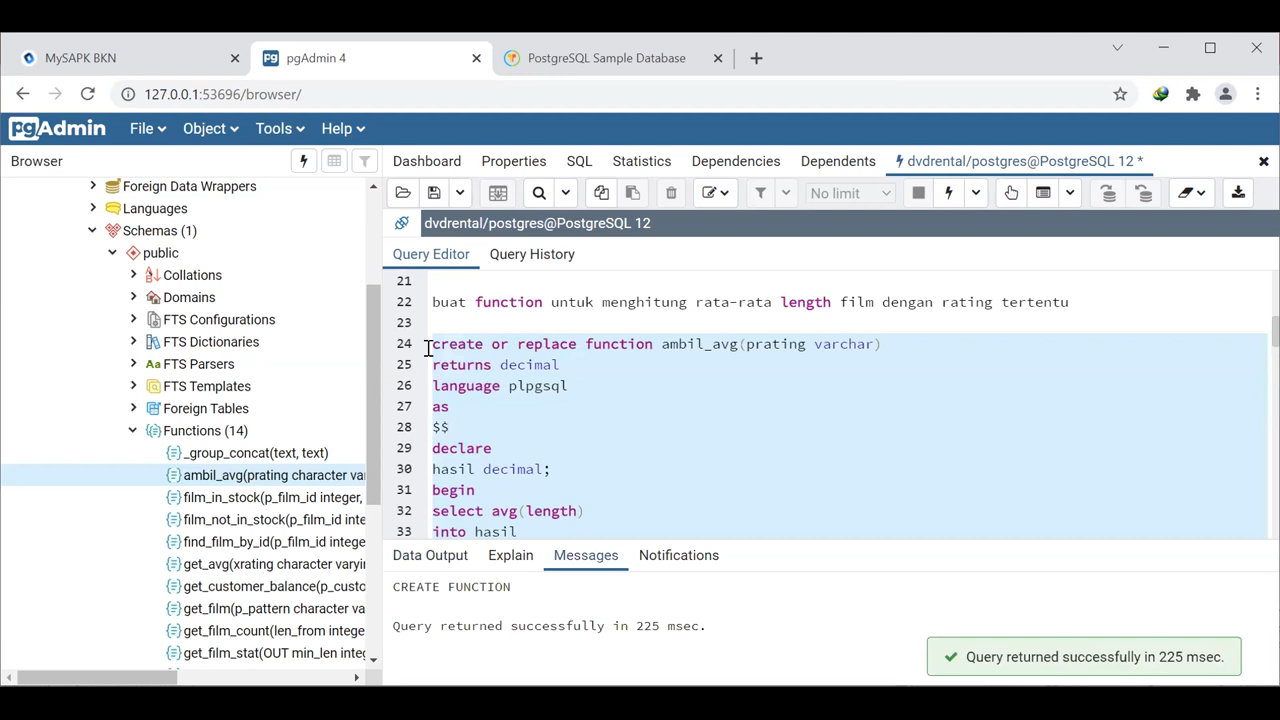 MySAPK BKN
pgAdmin 4
PostgreSQL Sample Database
127.0.0.1:53696/browser/
pgAdmin File Object Tools Help
Browser
Dashboard Properties SQL Statistics Dependencies Dependents dvdrental/postgres@PostgreSQL 12 *
No limit
dvdrental/postgres@PostgreSQL 12
Query Editor Query History
Foreign Data Wrappers
Languages
Schemas (1)
public
Collations
Domains
FTS Configurations
FTS Dictionaries
Aa FTS Parsers
FTS Templates
Foreign Tables
Functions (14)
_group_concat(text, text)
ambil_avg(prating character va
film_in_stock(p_film_id integer,
film_not_in_stock(p_film_id inte
find_film_by_id(p_film_id intege
get_avg(xrating character varyin
get_customer_balance(p_custo
get_film(p_pattern character va
get_film_count(len_from intege
get_film_stat(OUT min_len inte
21
22 buat function untuk menghitung rata-rata length film dengan rating tertentu
23
24 create or replace function ambil_avg(prating varchar)
25 returns decimal
26 language plpgsql
27 as
28 $$
29 declare
30 hasil decimal;
31 begin
32 select avg(length)
33 into hasil
Data Output Explain Messages Notifications
CREATE FUNCTION
Query returned successfully in 225 msec.
Query returned successfully in 225 msec.